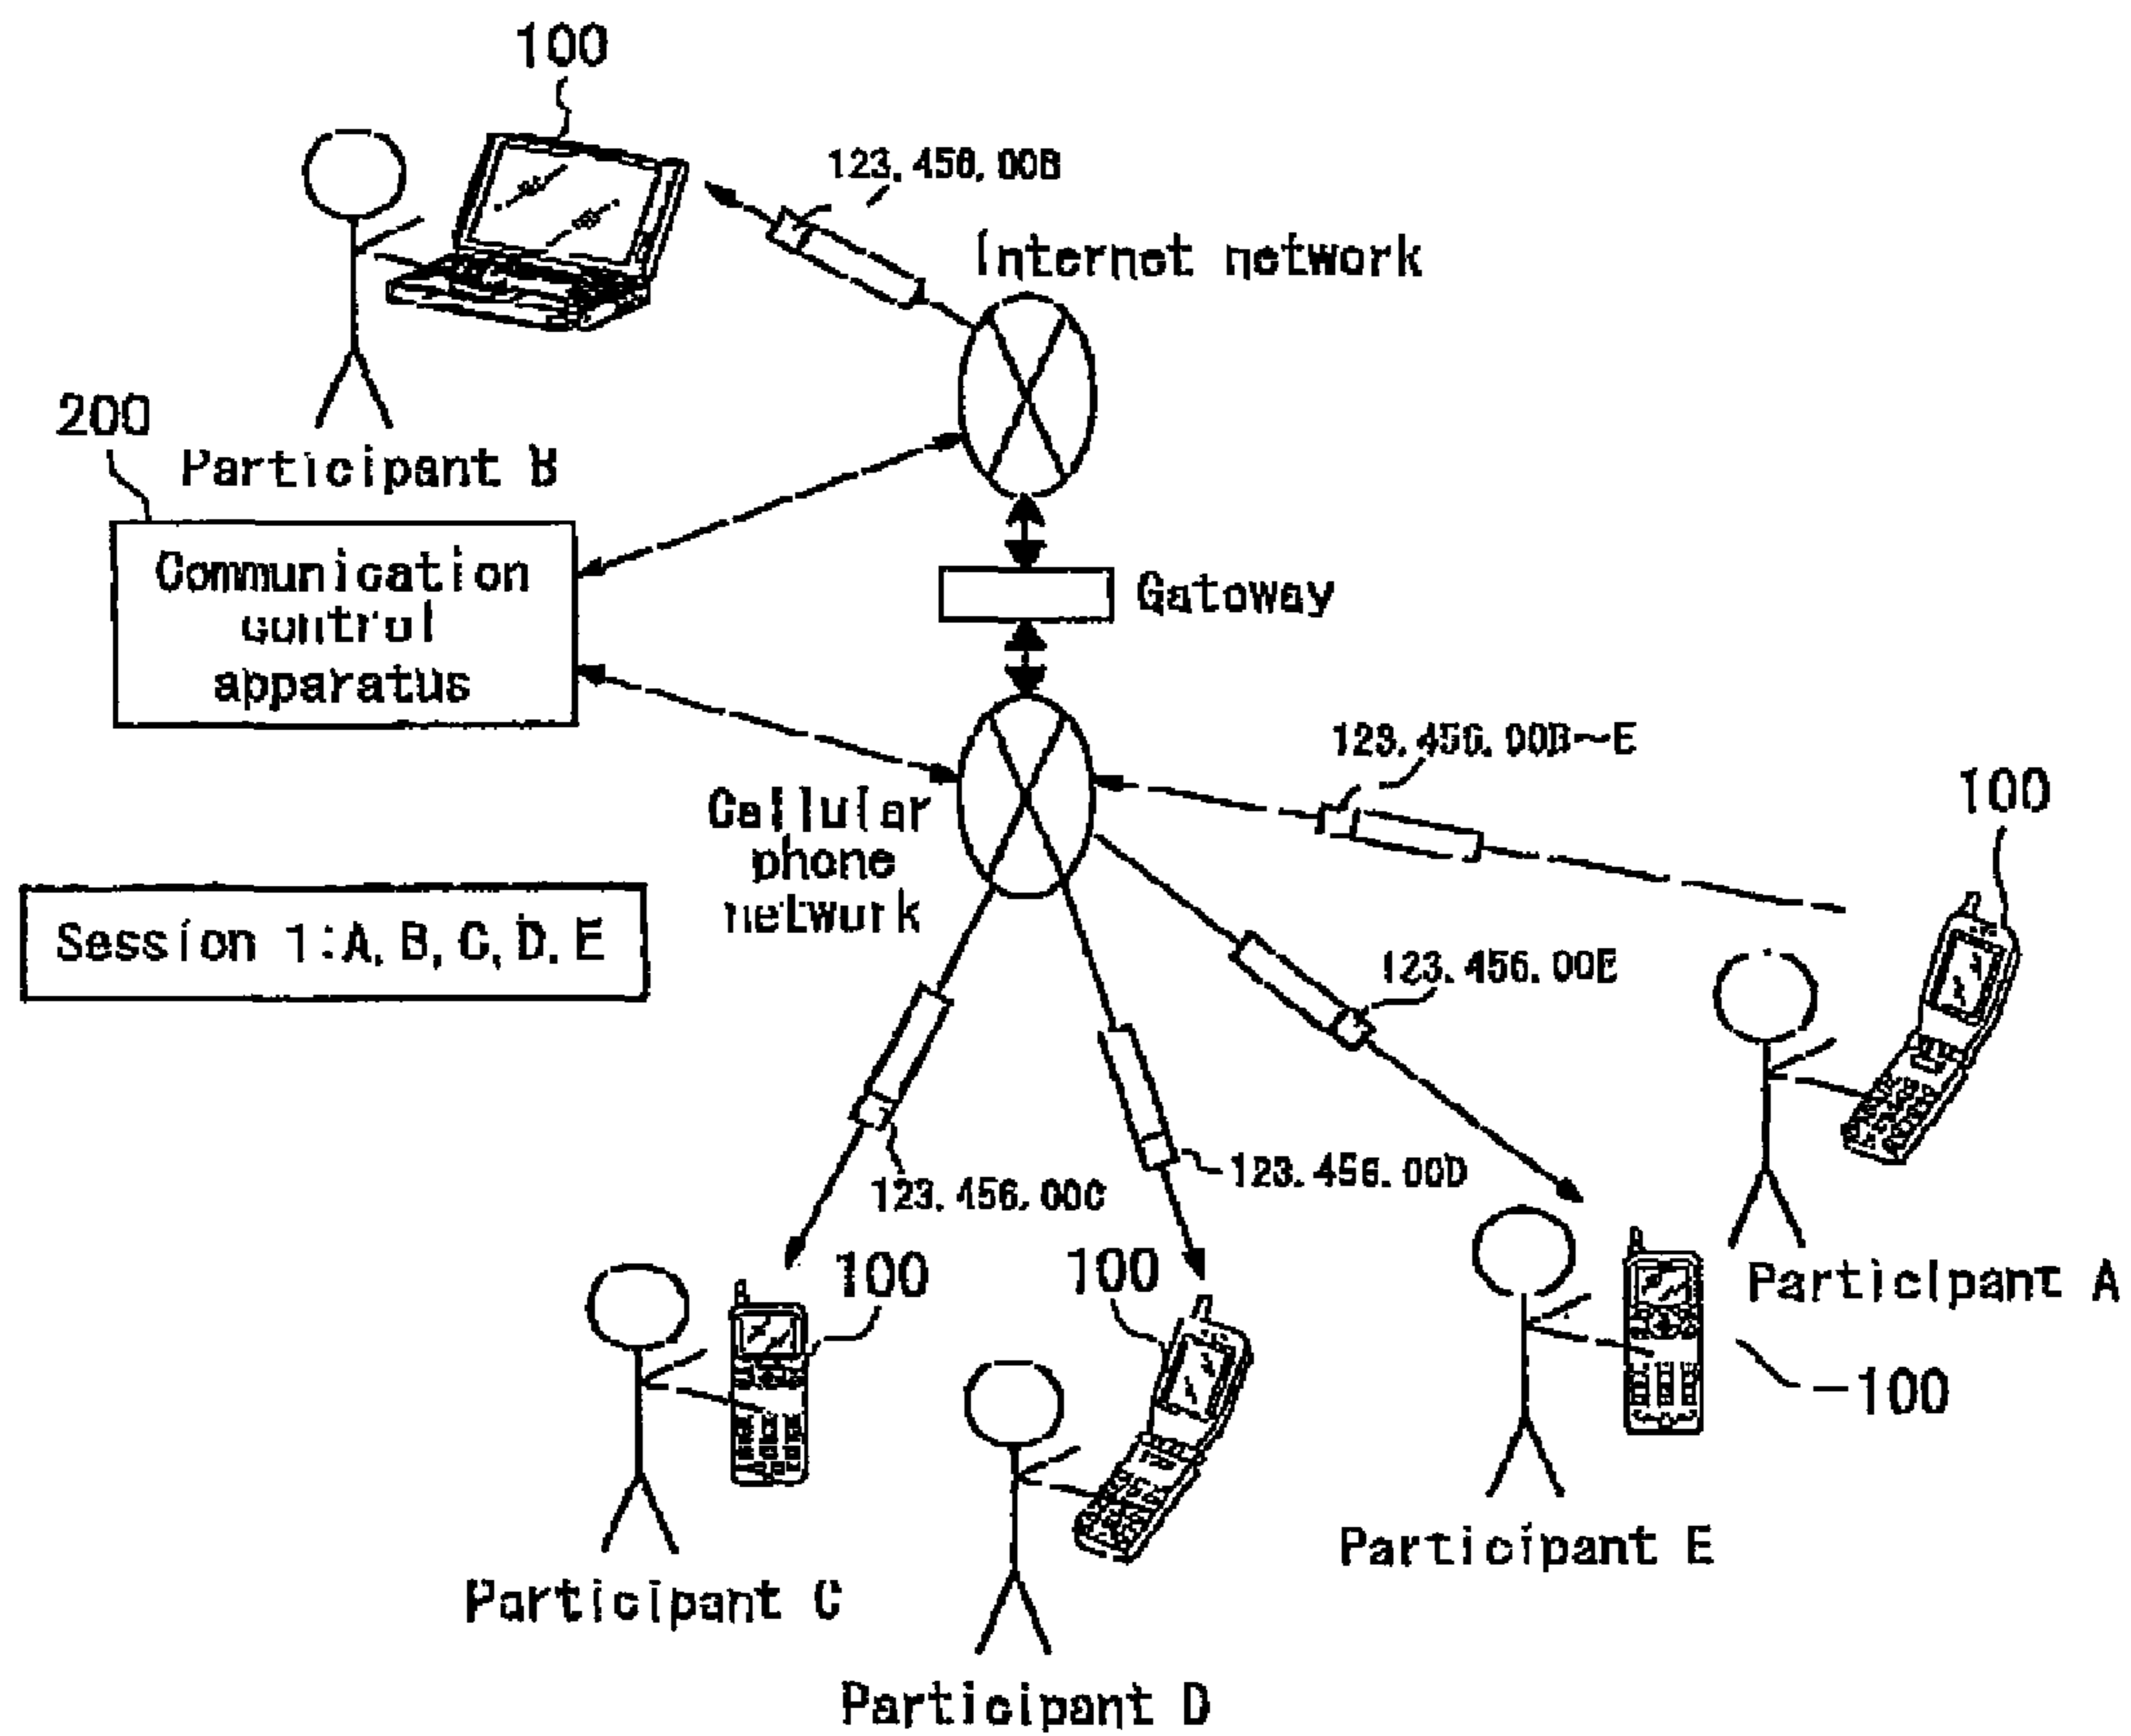 100
123.456.00B
Internet network
200
Participant B
Communication
control
apparatus
Gateway
123.456.00B~E
100
Cellular
phone
network
Session 1:A,B,C,D,E
123.456.00E
123.456.00D
123.456.00C
100
100
Participant A
100
Participant E
Participant C
Participant D